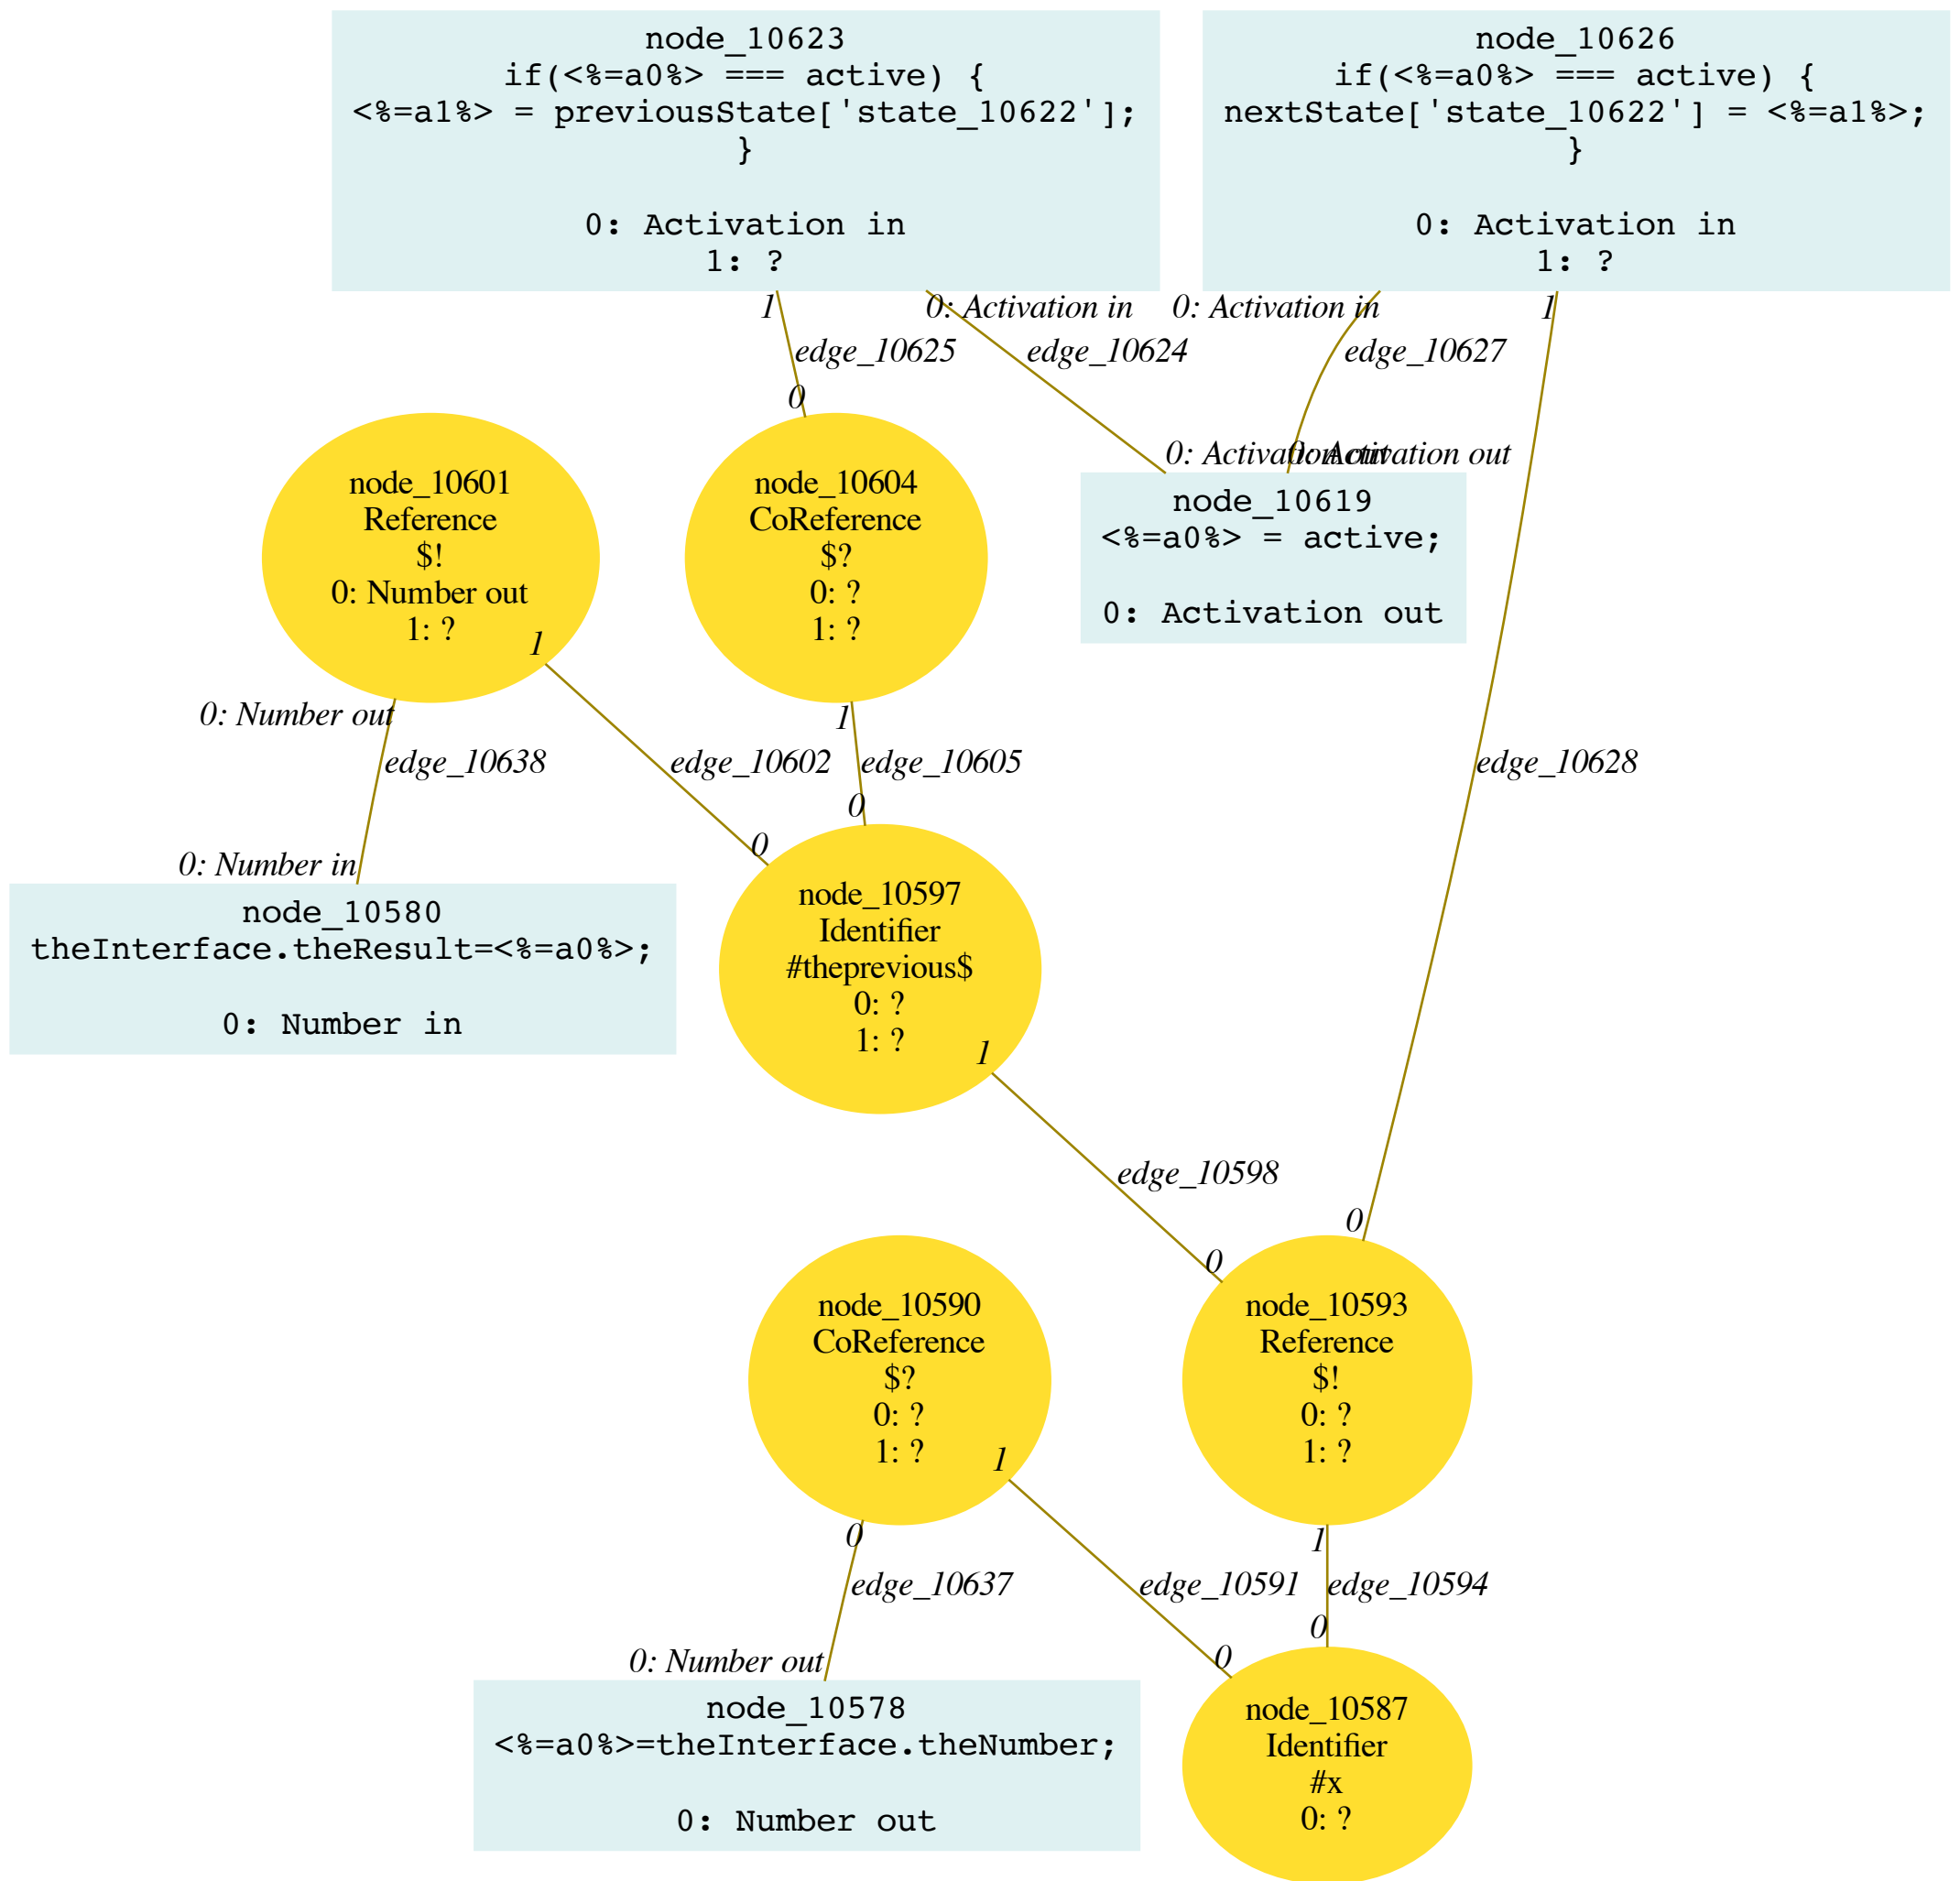 node_10623
if(<%=a0%> === active) {
<%=a1%> = previousState['state_10622'];
}
0: Activation in
1: ?
node_10626
if(<%=a0%> === active) {
nextState['state_10622'] = <%=a1%>;
}
0: Activation in
1: ?
1
0: Activation in
0: Activation in
1
edge_10625
edge_10624
edge_10627
0
0: Activation out
0: Activation out
node_10601
Reference
$!
0: Number out
1: ?
node_10604
CoReference
$?
0: ?
1: ?
node_10619
<%=a0%> = active;
0: Activation out
1
0: Number out
1
edge_10638
edge_10602
edge_10605
edge_10628
0
0
0: Number in
node_10580
theInterface.theResult=<%=a0%>;
0: Number in
node_10597
Identifier
#theprevious$
0: ?
1: ?
1
edge_10598
0
0
node_10590
CoReference
$?
0: ?
1: ?
node_10593
Reference
$!
0: ?
1: ?
1
0
1
edge_10637
edge_10591
edge_10594
0
0
0: Number out
node_10578
<%=a0%>=theInterface.theNumber;
0: Number out
node_10587
Identifier
#x
0: ?